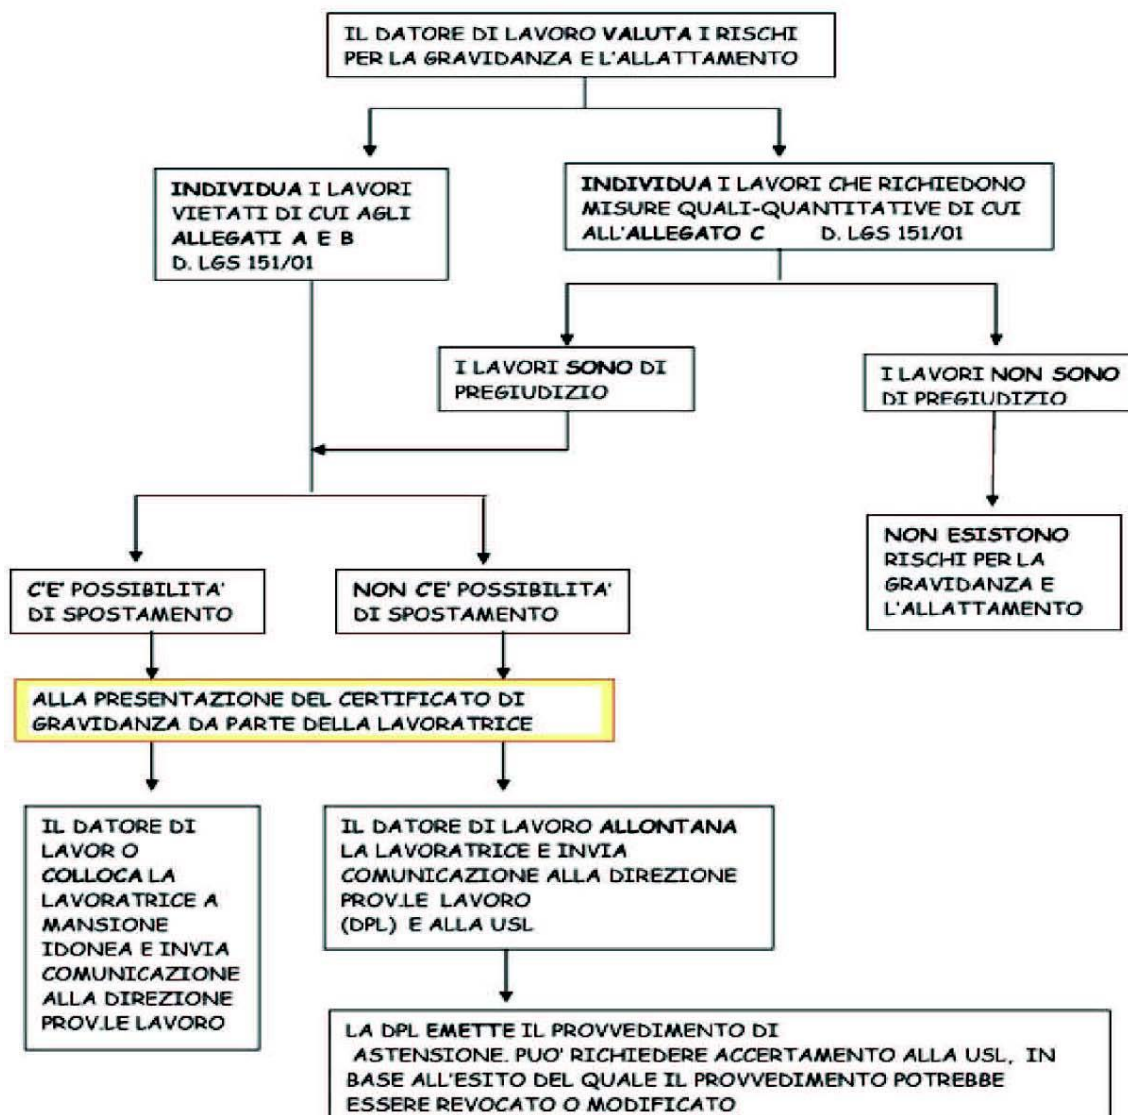 IL DATORE DI LAVORO VALUTA I RISCHI
PER LA GRAVIDANZA E L'ALLATTAMENTO
INDIVIDUA I LAVORI
VIETATI DI CUI AGLI
ALLEGATI A E B
D. LGS 151/01
INDIVIDUA I LAVORI CHE RICHIEDONO
MISURE QUALI-QUANTITATIVE DI CUI
ALL'ALLEGATO C D. LGS 151/01
I LAVORI SONO DI
PREGIUDIZIO
I LAVORI NON SONO
DI PREGIUDIZIO
NON ESISTONO
RISCHI PER LA
GRAVIDANZA E
L'ALLATTAMENTO
C'E' POSSIBILITA'
DI SPOSTAMENTO
NON C'E' POSSIBILITA'
DI SPOSTAMENTO
ALLA PRESENTAZIONE DEL CERTIFICATO DI
GRAVIDANZA DA PARTE DELLA LAVORATRICE
IL DATORE DI
LAVOR O
COLLOCA LA
LAVORATRICE A
MANSIONE
IDONEA E INVIA
COMUNICAZIONE
ALLA DIREZIONE
PROV.LE LAVORO
IL DATORE DI LAVORO ALLONTANA
LA LAVORATRICE E INVIA
COMUNICAZIONE ALLA DIREZIONE
PROV.LE LAVORO
(DPL) E ALLA USL
LA DPL EMETTE IL PROVVEDIMENTO DI
ASTENSIONE. PUO' RICHIEDERE ACCERTAMENTO ALLA USL, IN
BASE ALL'ESITO DEL QUALE IL PROVVEDIMENTO POTREBBE
ESSERE REVOCATO O MODIFICATO